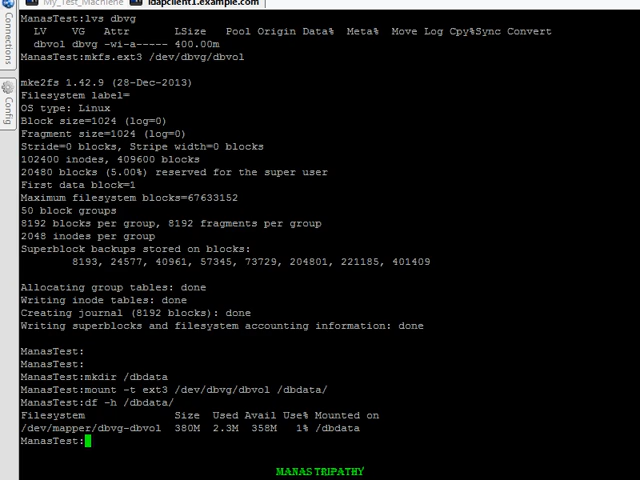 My_Test_Machiene
ldapclient1.example.com
Connections
Config
ManasTest:lvs dbvg
LV VG Attr LSize Pool Origin Data% Meta% Move Log Cpy%Sync Convert
dbvol dbvg -wi-a----- 400.00m
ManasTest:mkfs.ext3 /dev/dbvg/dbvol
mke2fs 1.42.9 (28-Dec-2013)
Filesystem label=
OS type: Linux
Block size=1024 (log=0)
Fragment size=1024 (log=0)
Stride=0 blocks, Stripe width=0 blocks
102400 inodes, 409600 blocks
20480 blocks (5.00%) reserved for the super user
First data block=1
Maximum filesystem blocks=67633152
50 block groups
8192 blocks per group, 8192 fragments per group
2048 inodes per group
Superblock backups stored on blocks:
8193, 24577, 40961, 57345, 73729, 204801, 221185, 401409
Allocating group tables: done
Writing inode tables: done
Creating journal (8192 blocks): done
Writing superblocks and filesystem accounting information: done
ManasTest:
ManasTest:
ManasTest:mkdir /dbdata
ManasTest:mount -t ext3 /dev/dbvg/dbvol /dbdata/
ManasTest:df -h /dbdata/
Filesystem Size Used Avail Use% Mounted on
/dev/mapper/dbvg-dbvol 380M 2.3M 358M 1% /dbdata
ManasTest:
MANAS TRIPATHY